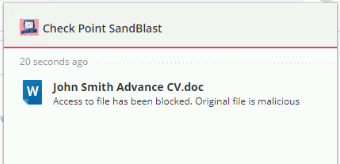 Check Point SandBlast
20 seconds ago
W
John Smith Advance CV.doc
Access to file has been blocked. Original file is malicious